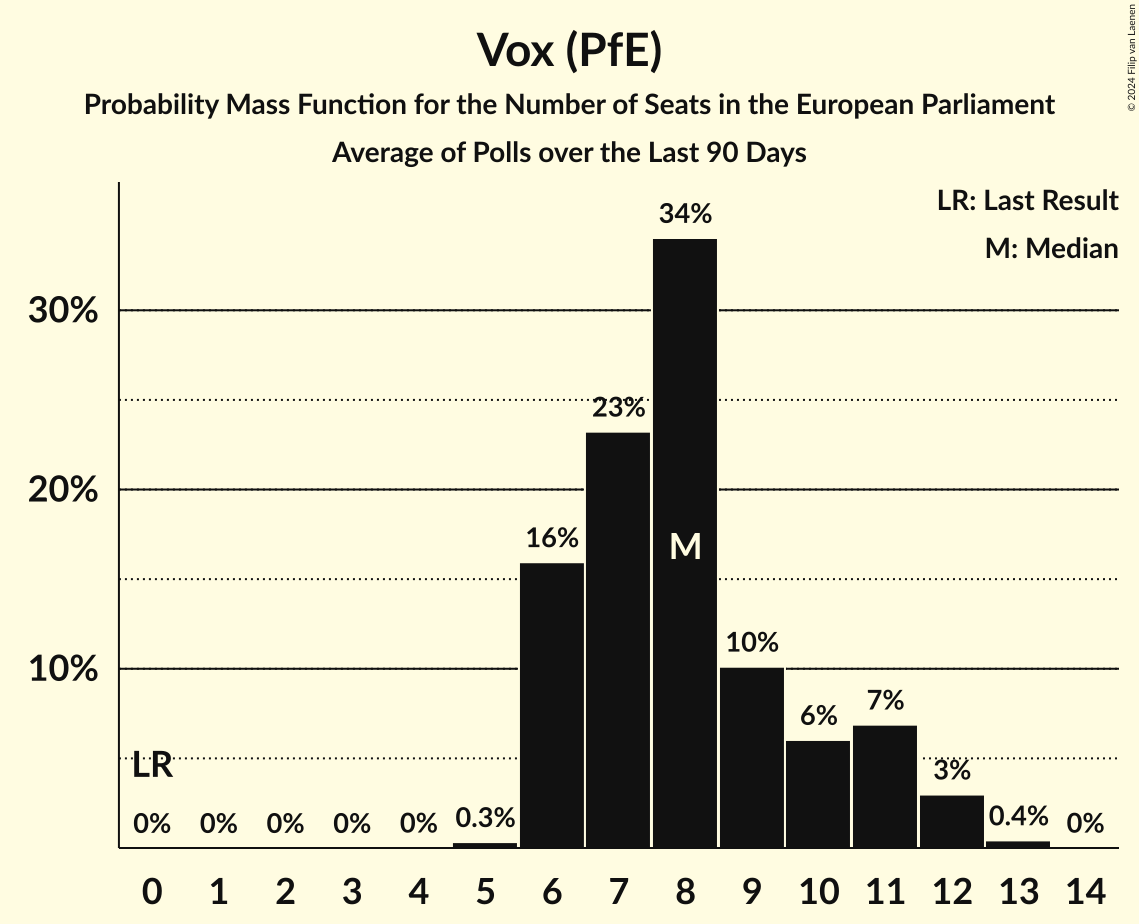 Vox (PfE)
Probability Mass Function for the Number of Seats in the European Parliament
Average of Polls over the Last 90 Days
© 2024 Filip van Laenen
LR: Last Result
M: Median
30%
20%
10%
34%
23%
16%
M
10%
6%
7%
3%
LR
0%
0%
0%
0%
0%
0.3%
0.4%
0%
0 1 2 3 4 5 6 7 8 9 10 11 12 13 14